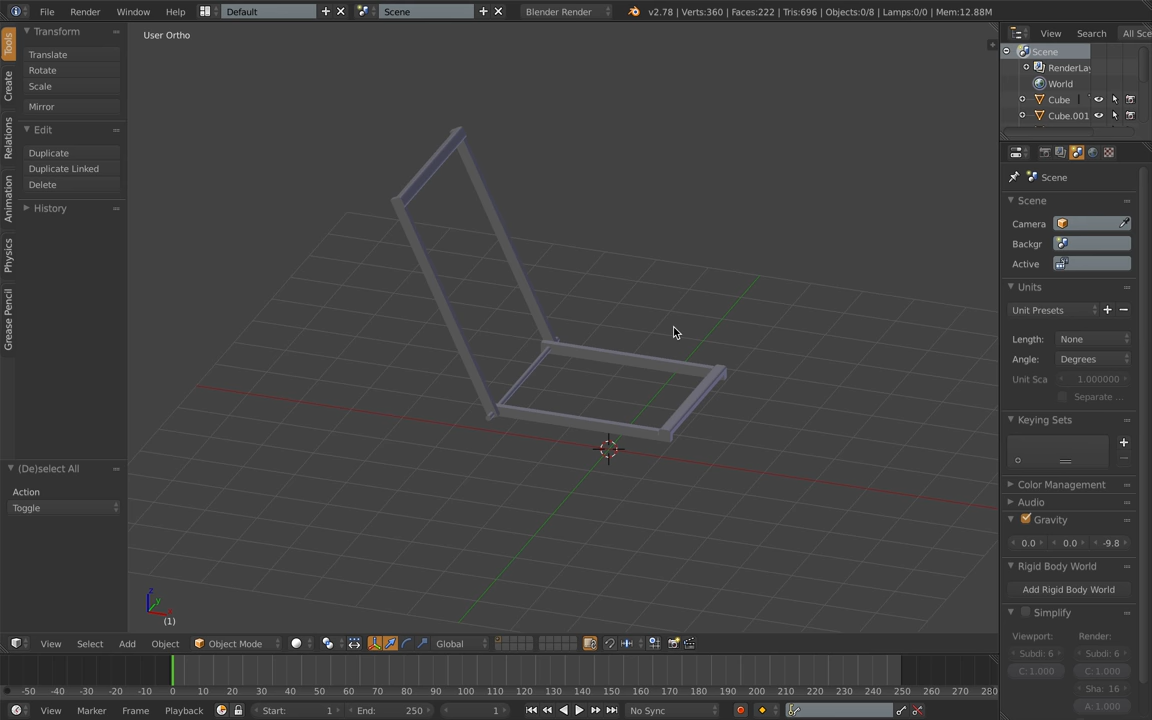 File Render Window Help Default Scene Blender Render v2.78 | Verts:360 | Faces:222 | Tris:696 | Objects:0/8 | Lamps:0/0 | Mem:12.88M
Tools
Create
Relations
Animation
Physics
Grease Pencil
Transform
Translate
Rotate
Scale
Mirror
Edit
Duplicate
Duplicate Linked
Delete
History
(De)select All
Action
Toggle
User Ortho
z
y
x
(1)
View Select Add Object Object Mode Global
-50 -40 -30 -20 -10 0 10 20 30 40 50 60 70 80 90 100 110 120 130 140 150 160 170 180 190 200 210 220 230 240 250 260 270 280
View Marker Frame Playback Start: 1 End: 250 1 No Sync
View Search All Sce
Scene
RenderLay
World
Cube
Cube.001
Scene
Scene
Camera
Backgr
Active
Units
Unit Presets
Length: None
Angle: Degrees
Unit Sca 1.000000
Separate ...
Keying Sets
Color Management
Audio
Gravity
0.0 0.0 -9.8
Rigid Body World
Add Rigid Body World
Simplify
Viewport: Render:
Subdi: 6 Subdi: 6
C: 1.000 C: 1.000
Sha: 16
A: 1.000